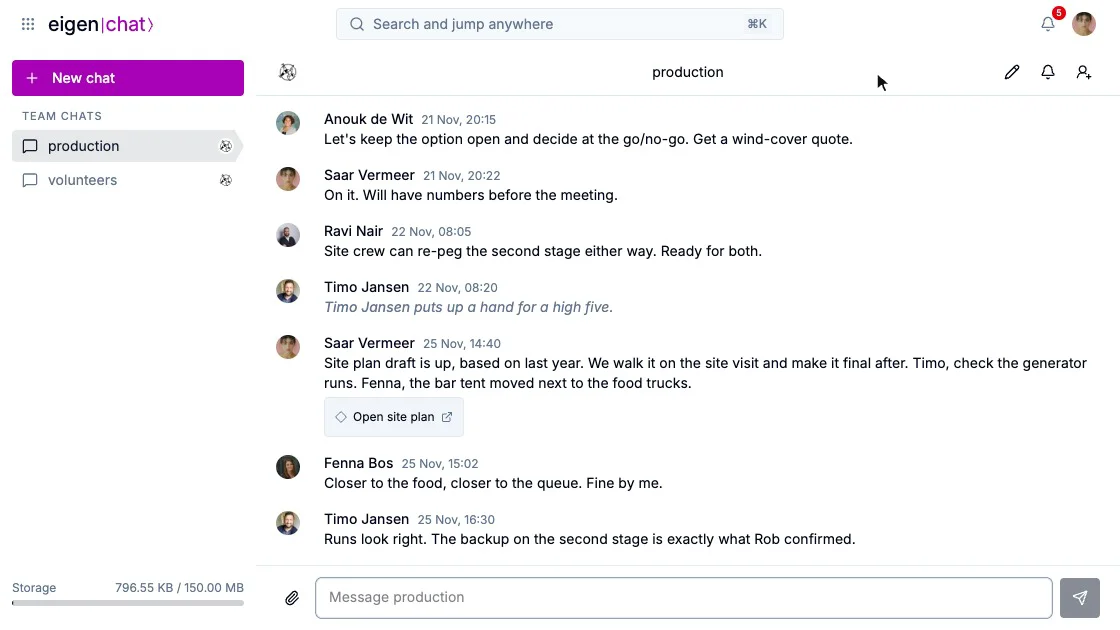 eigen|chat⟩
Search and jump anywhere
⌘K
5
New chat
TEAM CHATS
production
volunteers
Storage
796.55 KB / 150.00 MB
production
Anouk de Wit 21 Nov, 20:15
Let's keep the option open and decide at the go/no-go. Get a wind-cover quote.
Saar Vermeer 21 Nov, 20:22
On it. Will have numbers before the meeting.
Ravi Nair 22 Nov, 08:05
Site crew can re-peg the second stage either way. Ready for both.
Timo Jansen 22 Nov, 08:20
Timo Jansen puts up a hand for a high five.
Saar Vermeer 25 Nov, 14:40
Site plan draft is up, based on last year. We walk it on the site visit and make it final after. Timo, check the generator
runs. Fenna, the bar tent moved next to the food trucks.
Open site plan
Fenna Bos 25 Nov, 15:02
Closer to the food, closer to the queue. Fine by me.
Timo Jansen 25 Nov, 16:30
Runs look right. The backup on the second stage is exactly what Rob confirmed.
Message production